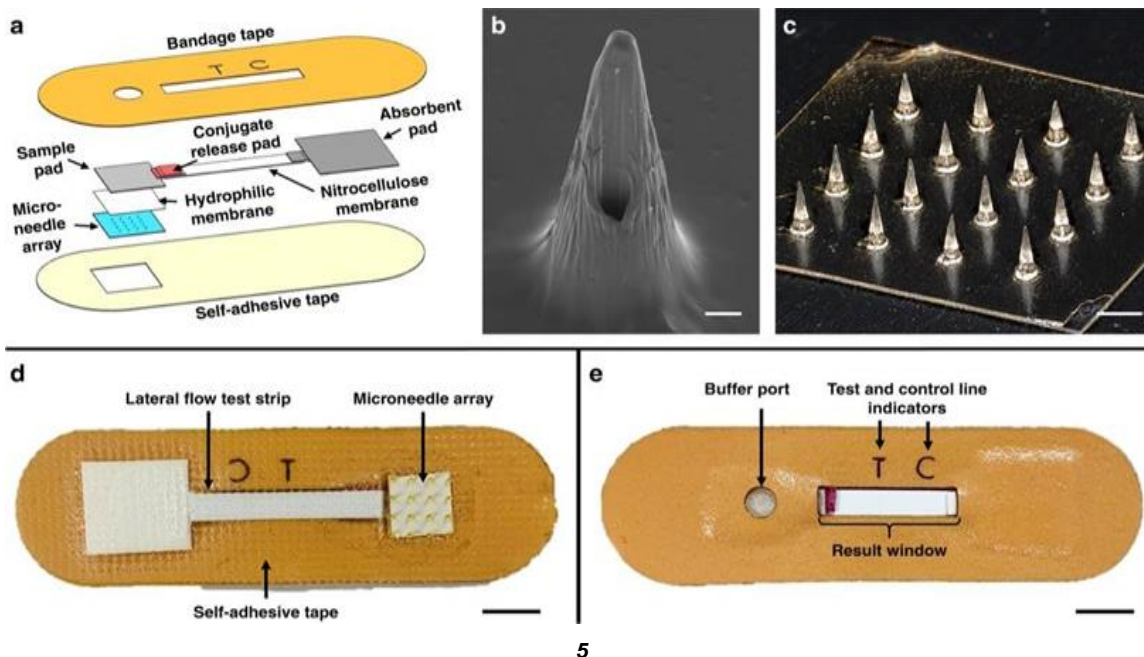 a
Bandage tape
T C
Conjugate
release pad
Absorbent
pad
Sample
pad
Hydrophilic
membrane
Nitrocellulose
membrane
Micro-
needle
array
Self-adhesive tape
b
c
d
Lateral flow test strip
Microneedle array
C T
Self-adhesive tape
e
Buffer port
Test and control line
indicators
T C
Result window
5